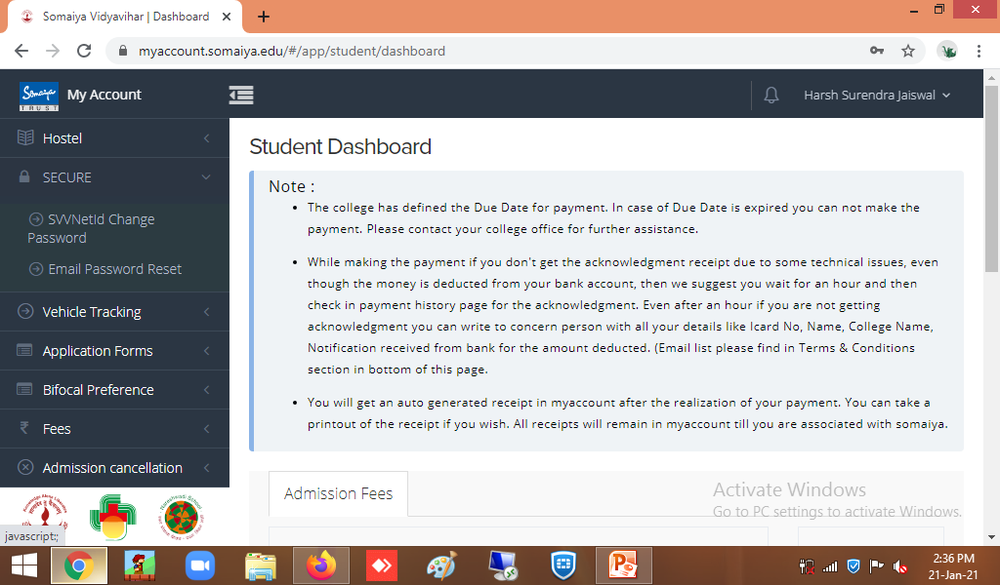 Somaiya Vidyavihar | Dashboard
myaccount.somaiya.edu/#/app/student/dashboard
Somaiya
TRUST
My Account
Harsh Surendra Jaiswal
Hostel
SECURE
SVVNetId Change
Password
Email Password Reset
Vehicle Tracking
Application Forms
Bifocal Preference
Fees
Admission cancellation
javascript:;
Student Dashboard
Note :
• The college has defined the Due Date for payment. In case of Due Date is expired you can not make the
payment. Please contact your college office for further assistance.
• While making the payment if you don't get the acknowledgment receipt due to some technical issues, even
though the money is deducted from your bank account, then we suggest you wait for an hour and then
check in payment history page for the acknowledgment. Even after an hour if you are not getting
acknowledgment you can write to concern person with all your details like Icard No, Name, College Name,
Notification received from bank for the amount deducted. (Email list please find in Terms & Conditions
section in bottom of this page.
• You will get an auto generated receipt in myaccount after the realization of your payment. You can take a
printout of the receipt if you wish. All receipts will remain in myaccount till you are associated with somaiya.
Admission Fees
Activate Windows
Go to PC settings to activate Windows.
2:36 PM
21-Jan-21